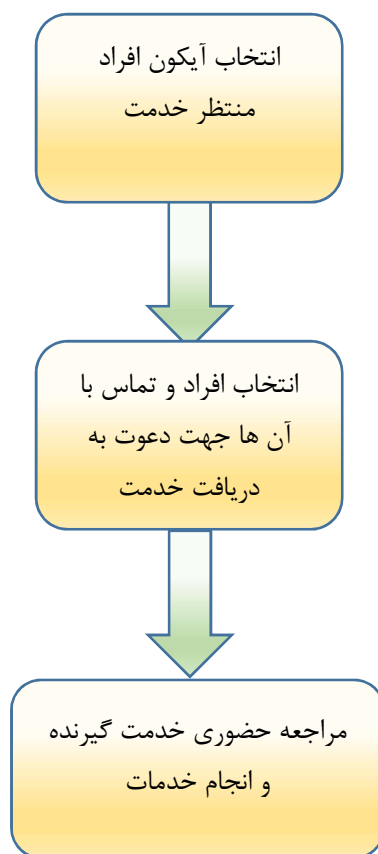 انتخاب آیکون افراد
منتظر خدمت
انتخاب افراد و تماس با
آن ها جهت دعوت به
دریافت خدمت
مراجعه حضوری خدمت گیرنده
و انجام خدمات